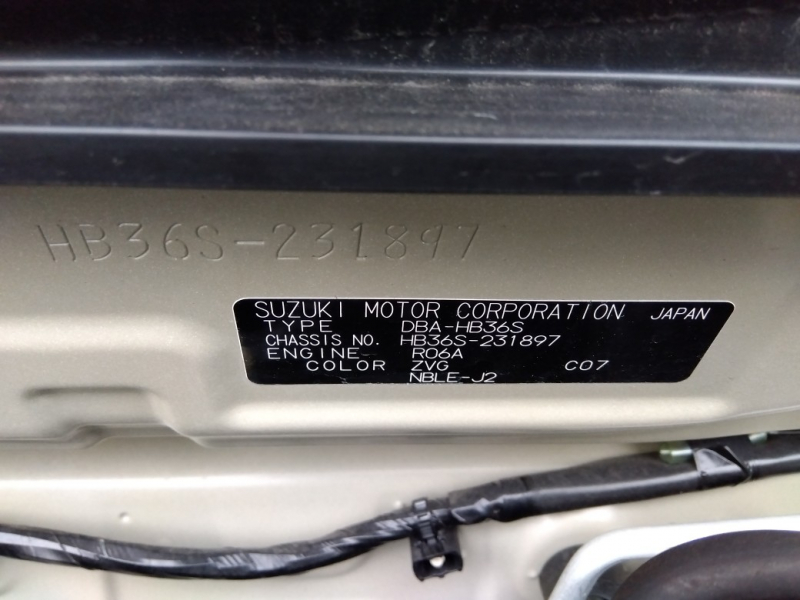 HB36S-231897
SUZUKI MOTOR CORPORATION JAPAN
TYPE DBA-HB36S
CHASSIS NO. HB36S-231897
ENGINE R06A
COLOR ZVG C07
NBLE-J2